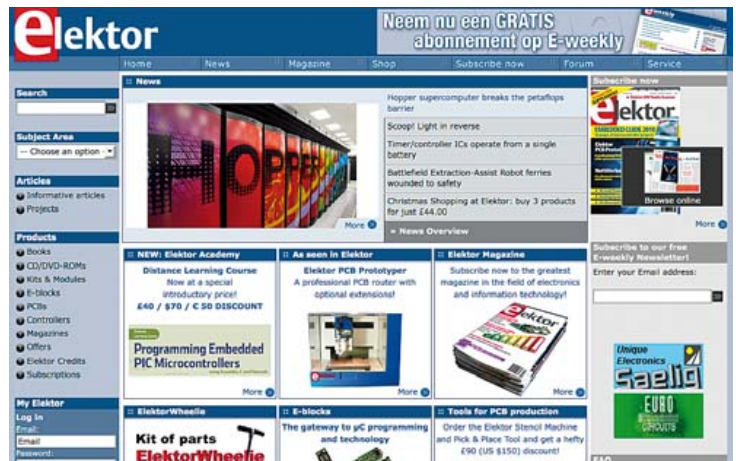 elektor
Neem nu een GRATIS
abonnement op E-weekly
Home News Magazine Shop Subscribe now Forum Service
Search
Subject Area
-- Choose an option -
Articles
Informative articles
Projects
Products
Books
CD/DVD-ROMs
Kits & Modules
E-blocks
PCBs
Controllers
Magazines
Offers
Elektor Credits
Subscriptions
My Elektor
Log in
Email:
Email
Password:
News
HOPPER
More
Hopper supercomputer breaks the petaflops
barrier
Scoop! Light in reverse
Timer/controller ICs operate from a single
battery
Battlefield Extraction-Assist Robot ferries
wounded to safety
Christmas Shopping at Elektor: buy 3 products
for just £44.00
» News Overview
NEW: Elektor Academy
Distance Learning Course
Now at a special
introductory price!
£40 / $70 / € 50 DISCOUNT
Programming Embedded
PIC Microcontrollers
More
As seen in Elektor
Elektor PCB Prototyper
A professional PCB router with
optional extensions!
More
Elektor Magazine
Subscribe now to the greatest
magazine in the field of electronics
and information technology!
elektor
More
ElektorWheelie
Kit of parts
ElektorWheelie
E-blocks
The gateway to µC programming
and technology
Tools for PCB production
Order the Elektor Stencil Machine
and Pick & Place Tool and get a hefty
£90 (US $150) discount!
Subscribe now
elektor
EMBEDDED GUIDE 2010
Browse online
More
Subscribe to our free
E-weekly Newsletter!
Enter your Email address:
Unique
Electronics
Saelig
EURO
CIRCUITS
FAQ